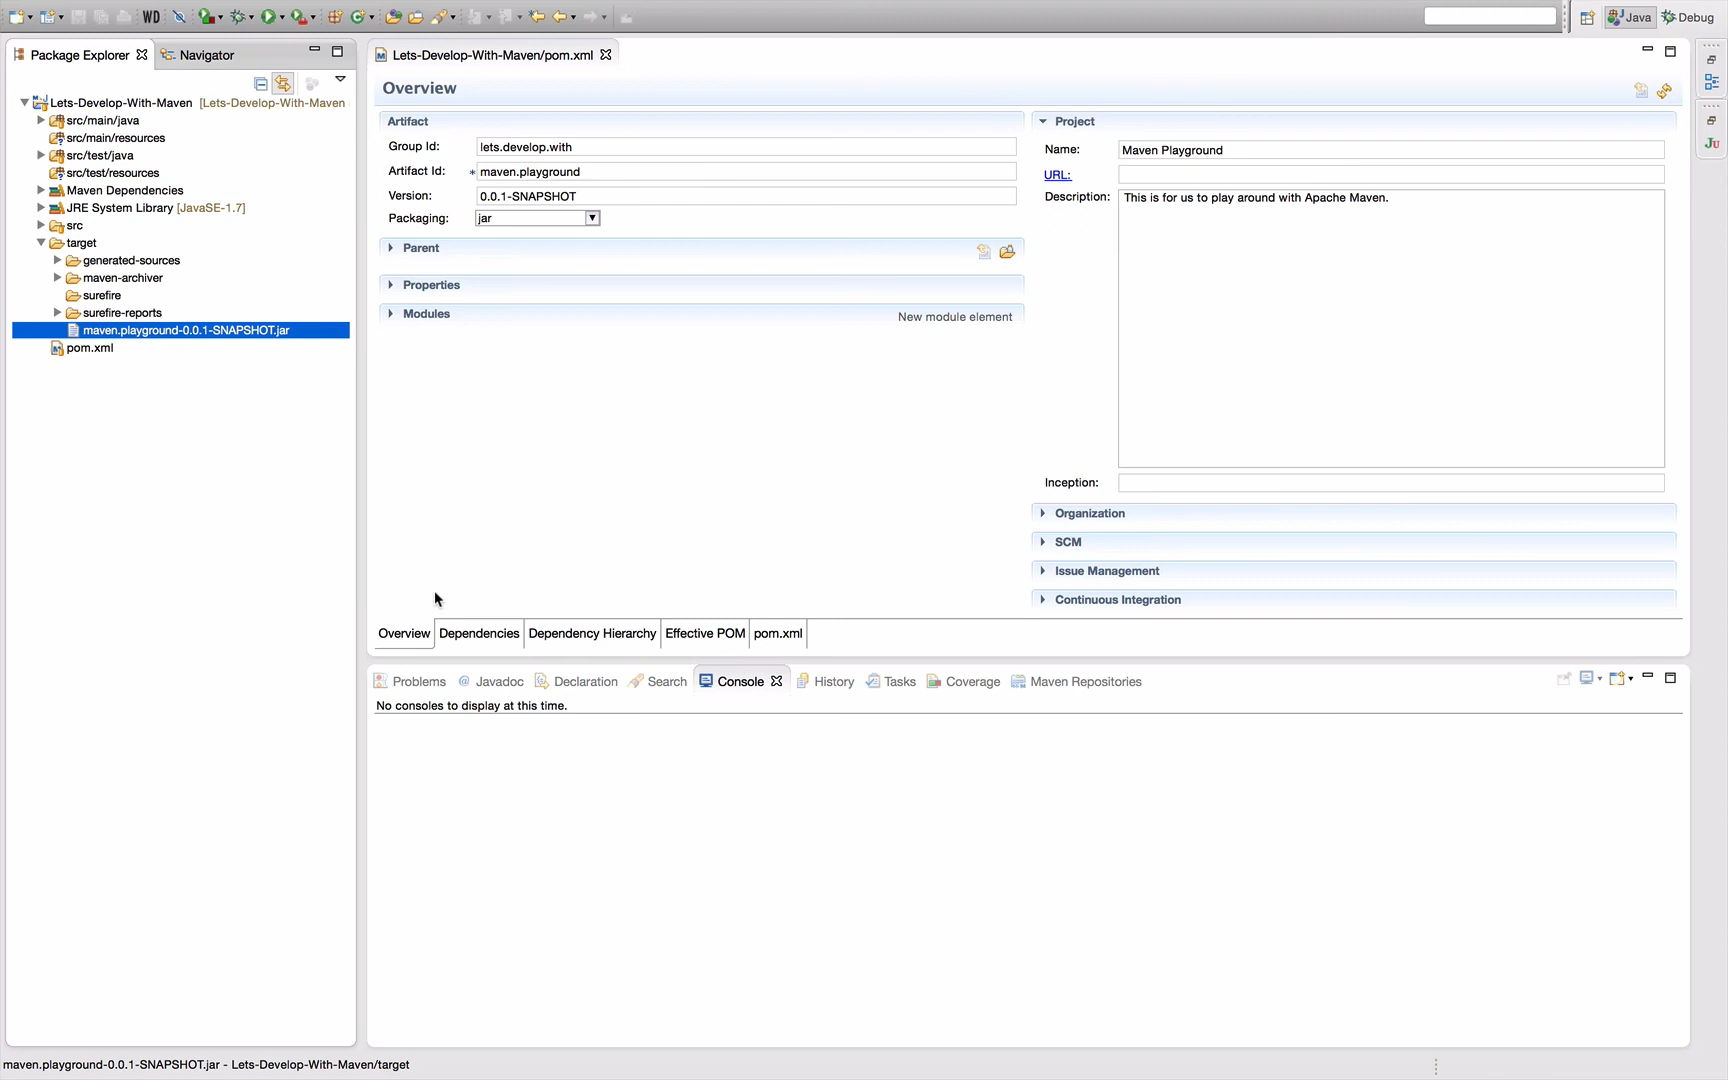 WD
Java
Debug
Package Explorer
Navigator
Lets-Develop-With-Maven [Lets-Develop-With-Maven
src/main/java
src/main/resources
src/test/java
src/test/resources
Maven Dependencies
JRE System Library [JavaSE-1.7]
src
target
generated-sources
maven-archiver
surefire
surefire-reports
maven.playground-0.0.1-SNAPSHOT.jar
pom.xml
Lets-Develop-With-Maven/pom.xml
Overview
Artifact
Group Id: lets.develop.with
Artifact Id: * maven.playground
Version: 0.0.1-SNAPSHOT
Packaging: jar
Parent
Properties
Modules
New module element
Project
Name: Maven Playground
URL:
Description: This is for us to play around with Apache Maven.
Inception:
Organization
SCM
Issue Management
Continuous Integration
Overview Dependencies Dependency Hierarchy Effective POM pom.xml
Problems @ Javadoc Declaration Search Console History Tasks Coverage Maven Repositories
No consoles to display at this time.
Ju
maven.playground-0.0.1-SNAPSHOT.jar - Lets-Develop-With-Maven/target